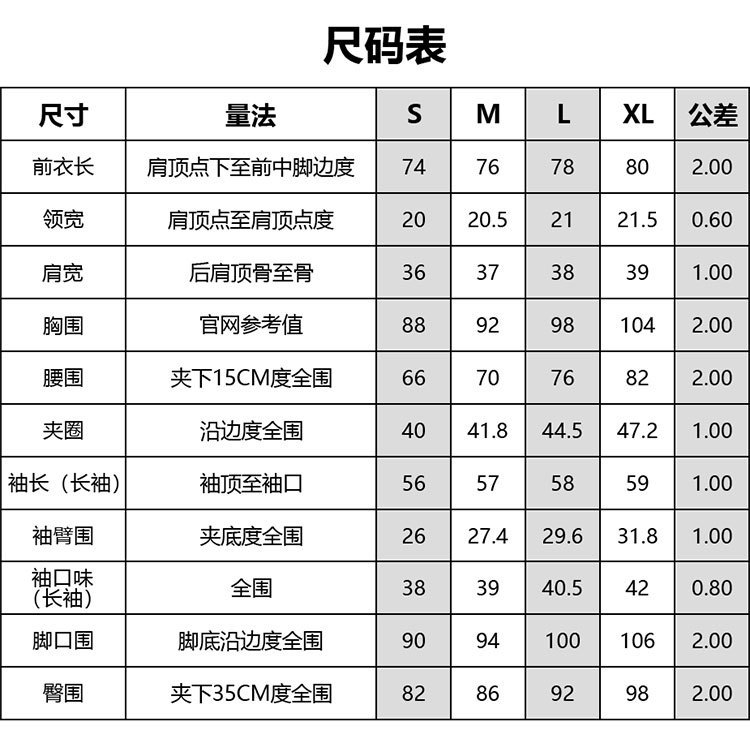 尺码表
尺寸 量法 S M L XL 公差
前衣长 肩顶点下至前中脚边度 74 76 78 80 2.00
领宽 肩顶点至肩顶点度 20 20.5 21 21.5 0.60
肩宽 后肩顶骨至骨 36 37 38 39 1.00
胸围 官网参考值 88 92 98 104 2.00
腰围 夹下15CM度全围 66 70 76 82 2.00
夹圈 沿边度全围 40 41.8 44.5 47.2 1.00
袖长（长袖） 袖顶至袖口 56 57 58 59 1.00
袖臂围 夹底度全围 26 27.4 29.6 31.8 1.00
袖口味
（长袖） 全围 38 39 40.5 42 0.80
脚口围 脚底沿边度全围 90 94 100 106 2.00
臀围 夹下35CM度全围 82 86 92 98 2.00